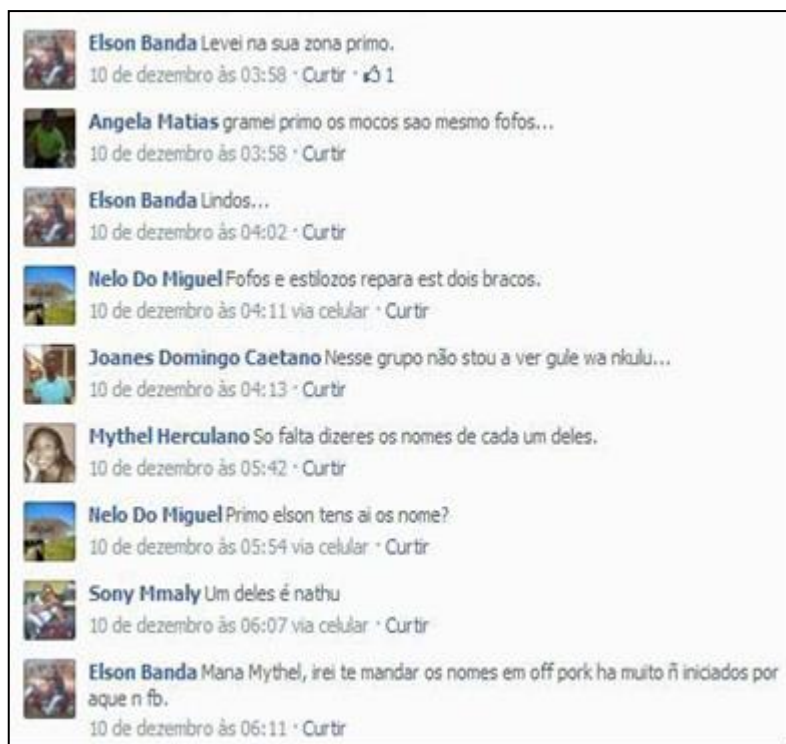 Elson Banda Levei na sua zona primo.
10 de dezembro às 03:58 · Curtir · 1
Angela Matias gramei primo os mocos sao mesmo fofos...
10 de dezembro às 03:58 · Curtir
Elson Banda Lindos...
10 de dezembro às 04:02 · Curtir
Nelo Do Miguel Fofos e estilozos repara est dois bracos.
10 de dezembro às 04:11 via celular · Curtir
Joanes Domingo Caetano Nesse grupo não stou a ver gule wa nkulu...
10 de dezembro às 04:13 · Curtir
Mythel Herculano So falta dizeres os nomes de cada um deles.
10 de dezembro às 05:42 · Curtir
Nelo Do Miguel Primo elson tens ai os nome?
10 de dezembro às 05:54 via celular · Curtir
Sony Mmaly Um deles é nathu
10 de dezembro às 06:07 via celular · Curtir
Elson Banda Mana Mythel, irei te mandar os nomes em off pork ha muito ñ iniciados por
aque n fb.
10 de dezembro às 06:11 · Curtir